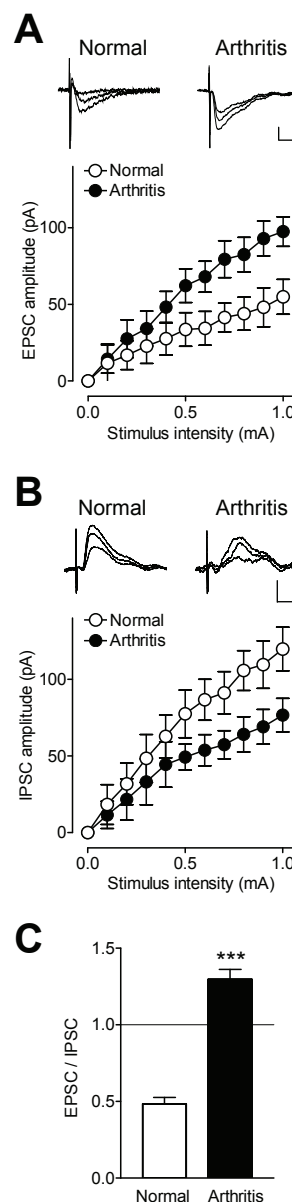 A
Normal Arthritis
Normal
Arthritis
EPSC amplitude (pA)
100
50
0
0.0 0.5 1.0
Stimulus intensity (mA)
B
Normal Arthritis
Normal
Arthritis
IPSC amplitude (pA)
100
50
0
0.0 0.5 1.0
Stimulus intensity (mA)
C
EPSC / IPSC
1.5
***
1.0
0.5
0.0
Normal Arthritis